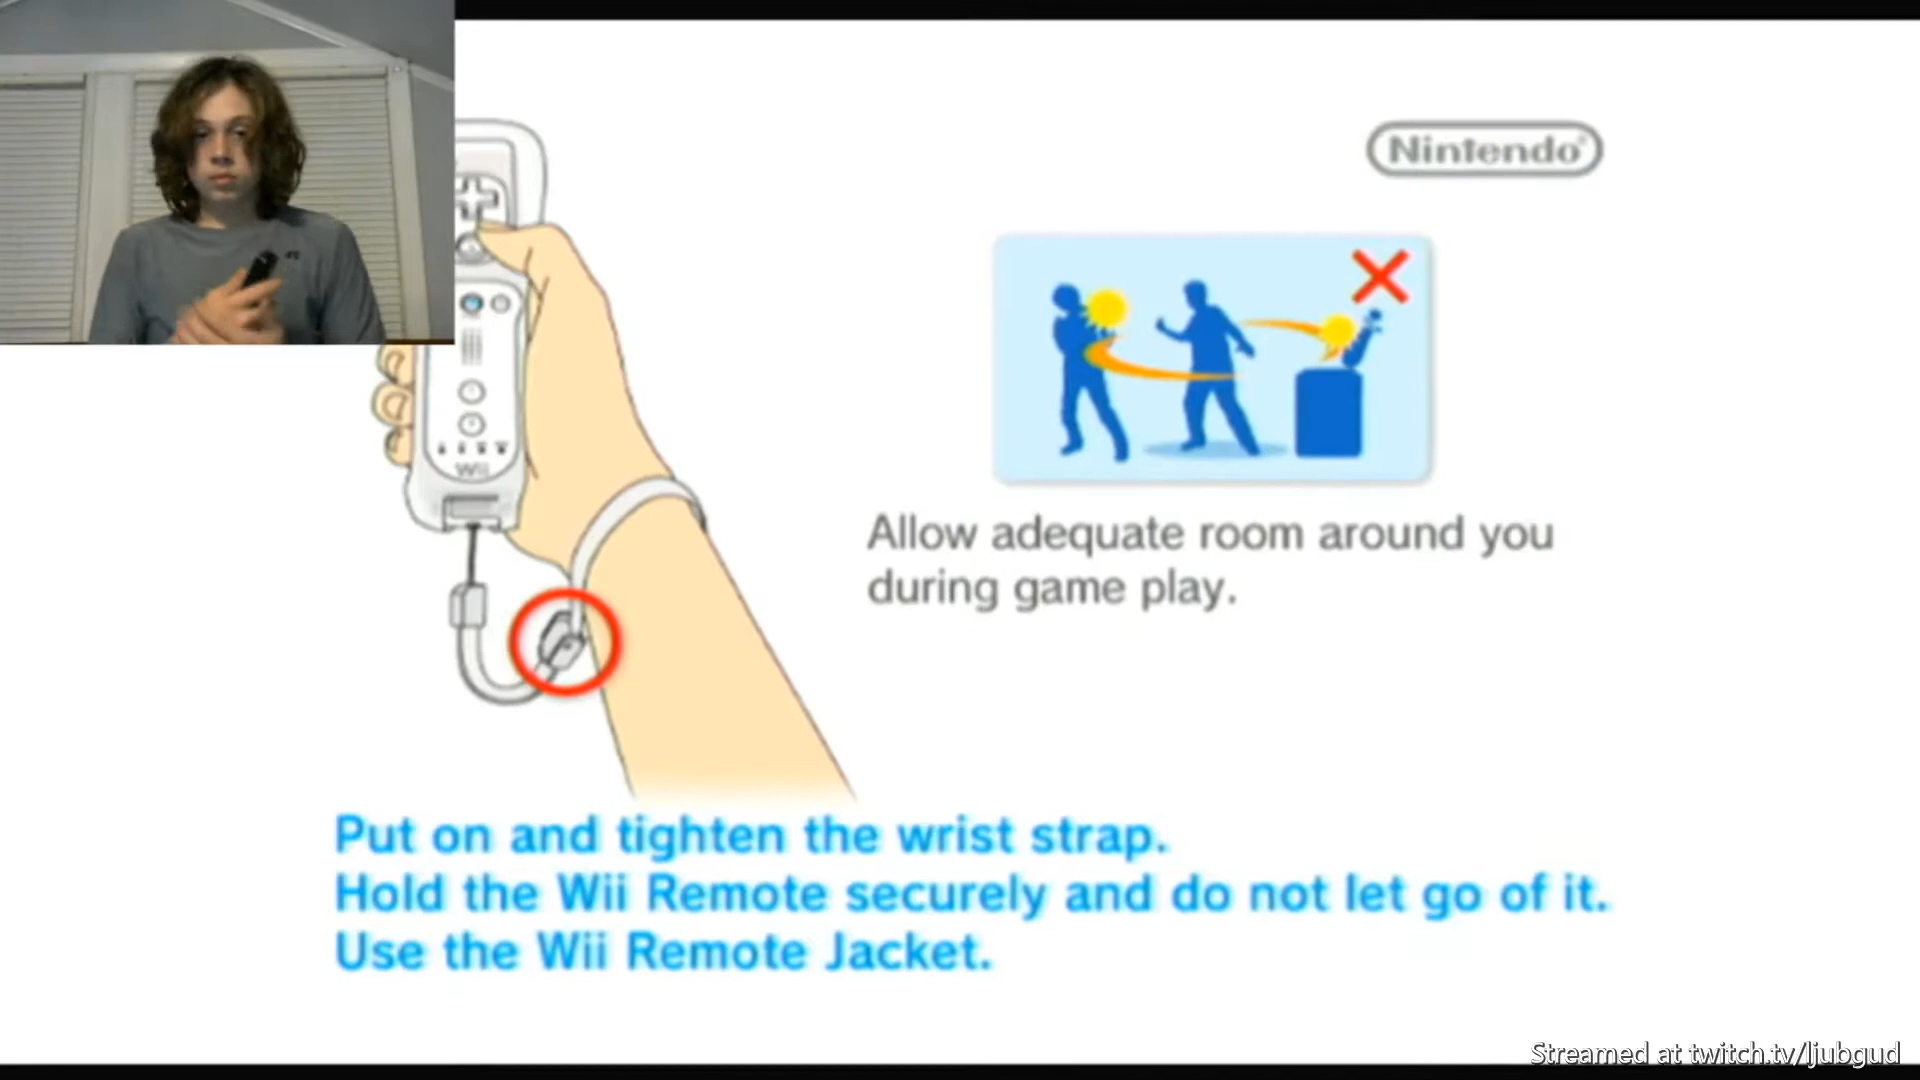 Nintendo®
Wii
Allow adequate room around you
during game play.
Put on and tighten the wrist strap.
Hold the Wii Remote securely and do not let go of it.
Use the Wii Remote Jacket.
Streamed at twitch.tv/ljubgud